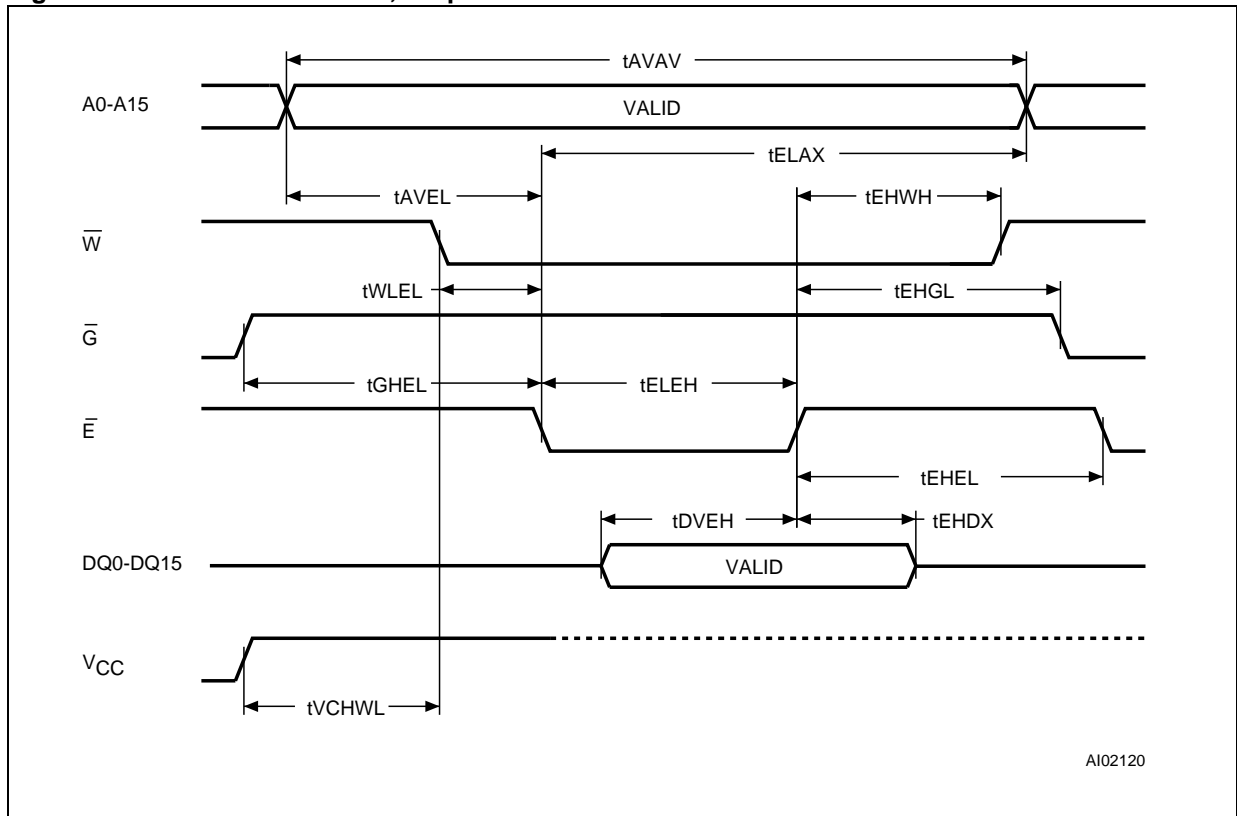 tAVAV
A0-A15
VALID
tELAX
tAVEL
tEHWH
W
tWLEL
tEHGL
G
tGHEL
tELEH
E
tEHEL
tDVEH
tEHDX
DQ0-DQ15
VALID
VCC
tVCHWL
AI02120